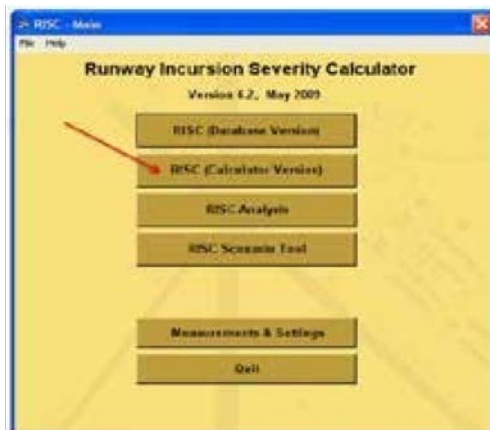 RISC - Main
File Help
Runway Incursion Severity Calculator
Version 4.2, May 2009
RISC (Database Version)
RISC (Calculator Version)
RISC Analysis
RISC Scenario Tool
Measurements & Settings
Quit